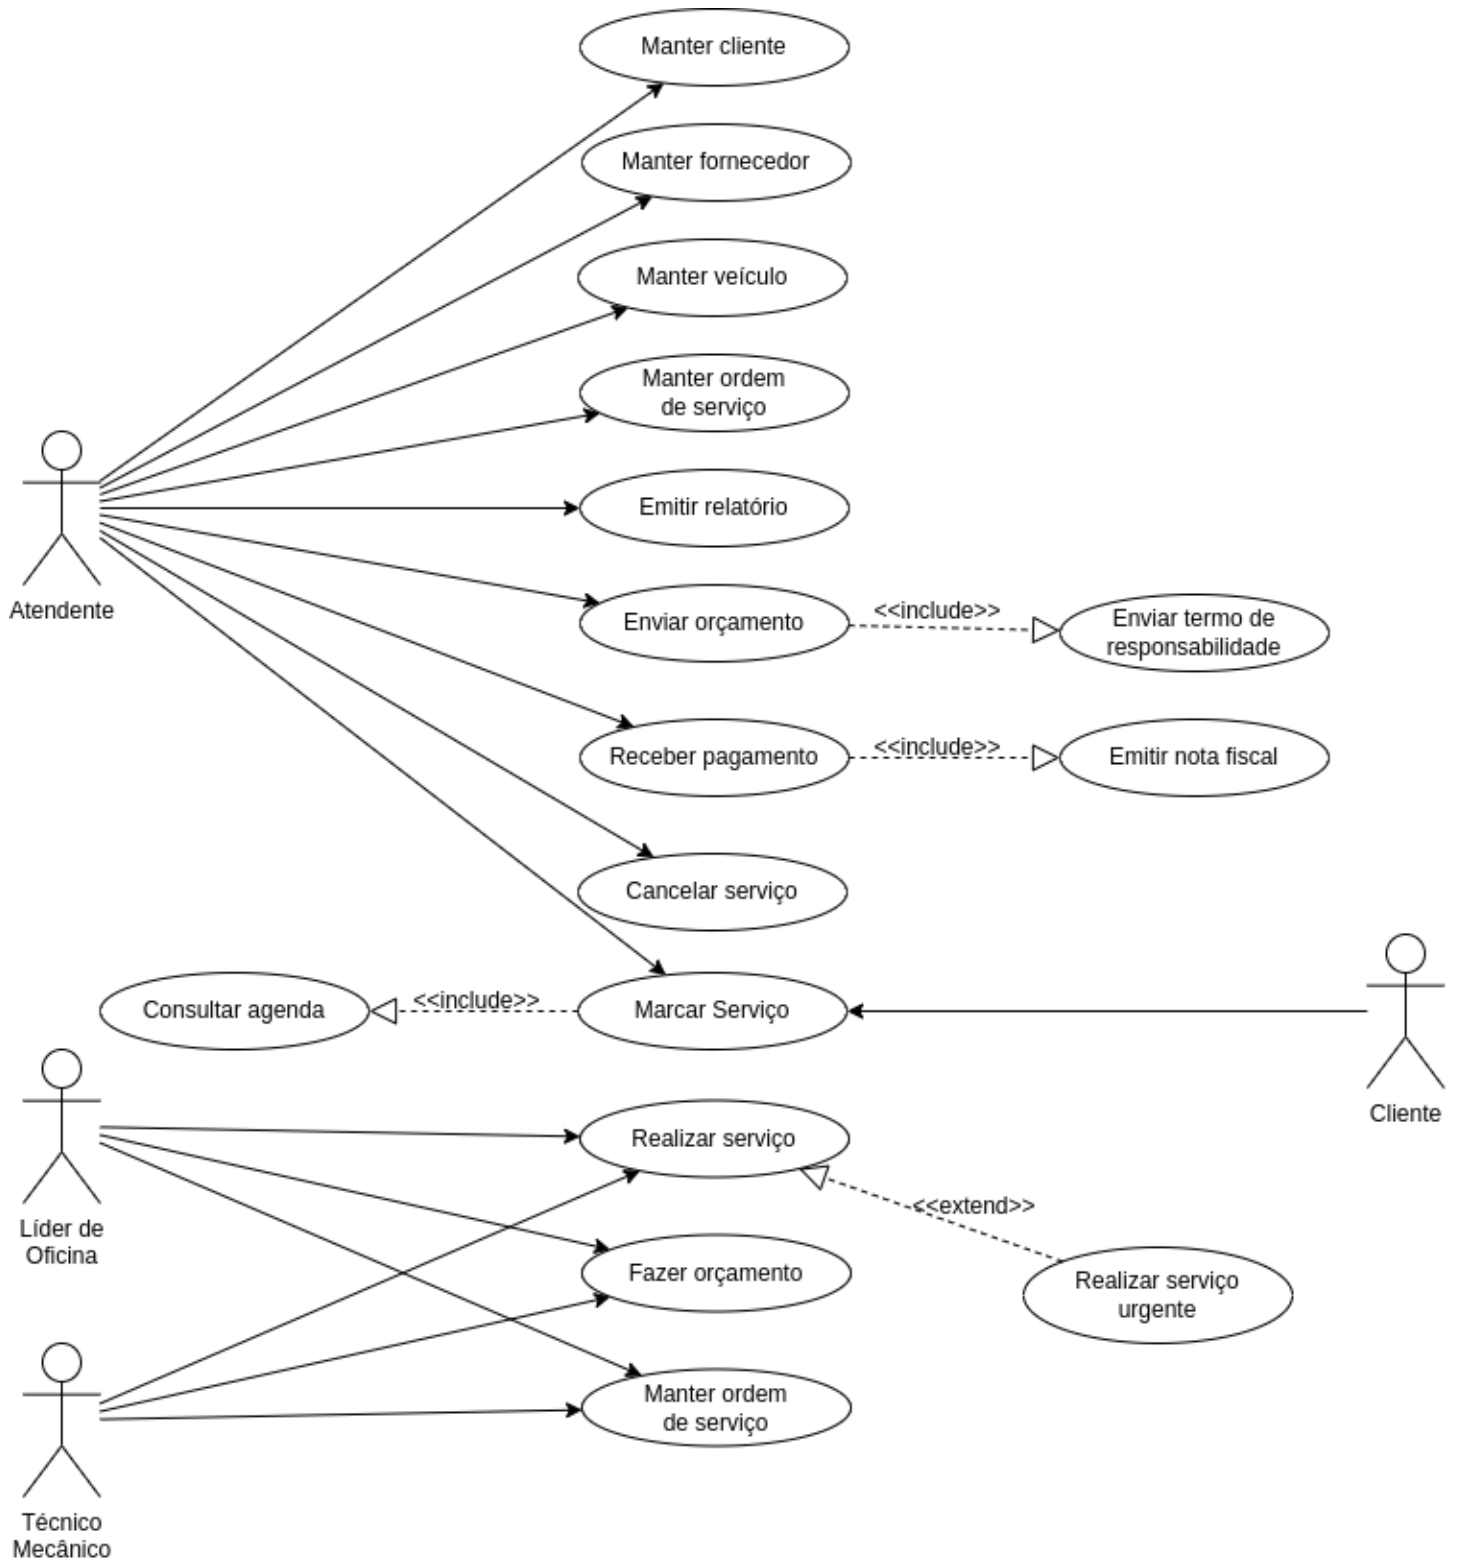 Manter cliente
Manter fornecedor
Manter veículo
Manter ordem
de serviço
Emitir relatório
Atendente
Enviar orçamento
<<include>>
Enviar termo de
responsabilidade
Receber pagamento
<<include>>
Emitir nota fiscal
Cancelar serviço
Consultar agenda
<<include>>
Marcar Serviço
Cliente
Realizar serviço
<<extend>>
Líder de
Oficina
Fazer orçamento
Realizar serviço
urgente
Manter ordem
de serviço
Técnico
Mecânico